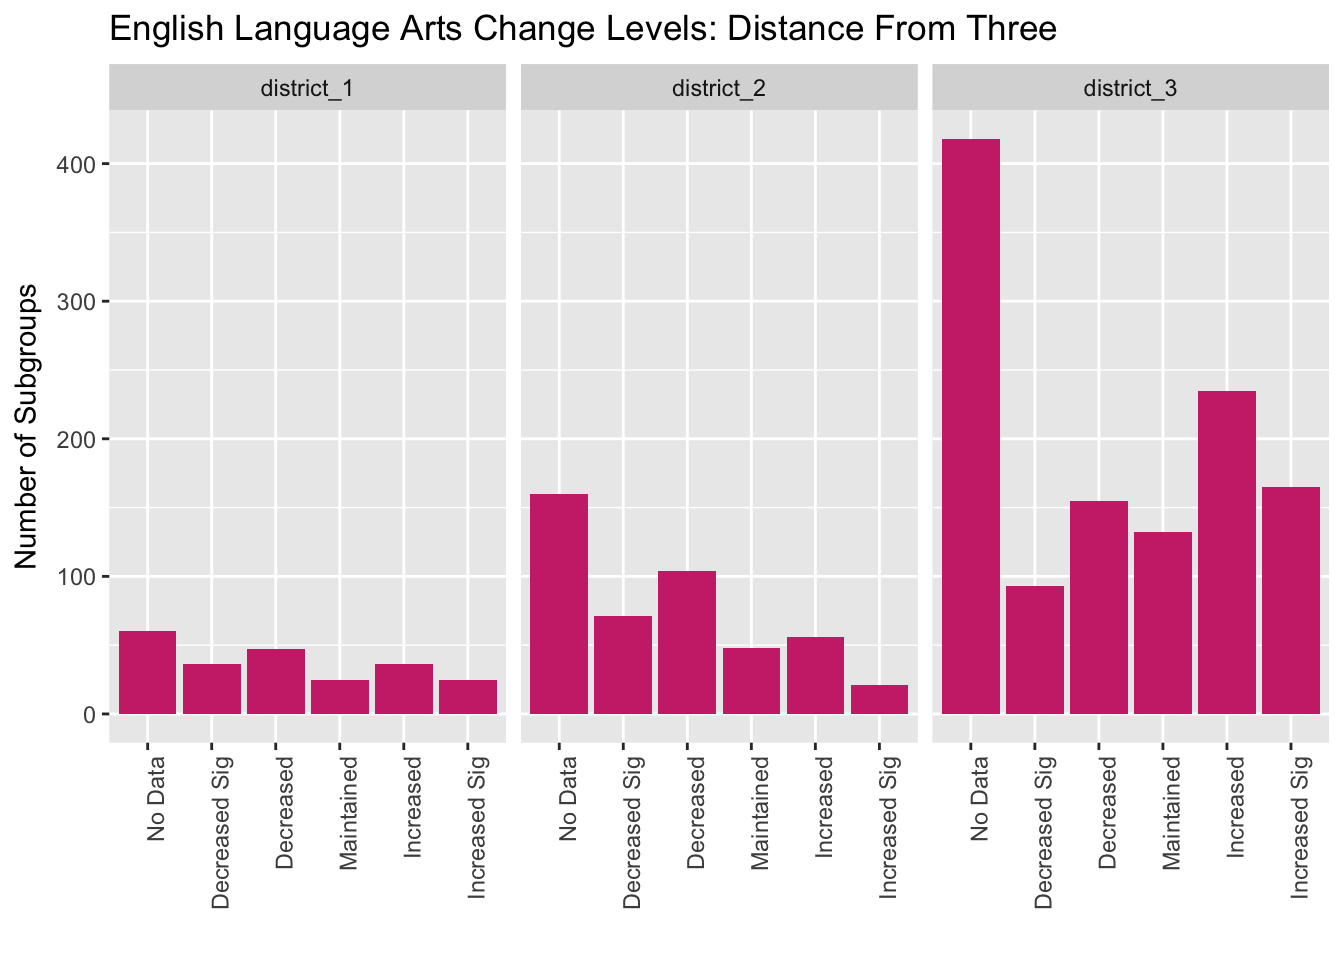 English Language Arts Change Levels: Distance From Three
district_1
district_2
district_3
Number of Subgroups
400
300
200
100
0
No Data
Decreased Sig
Decreased
Maintained
Increased
Increased Sig
No Data
Decreased Sig
Decreased
Maintained
Increased
Increased Sig
No Data
Decreased Sig
Decreased
Maintained
Increased
Increased Sig